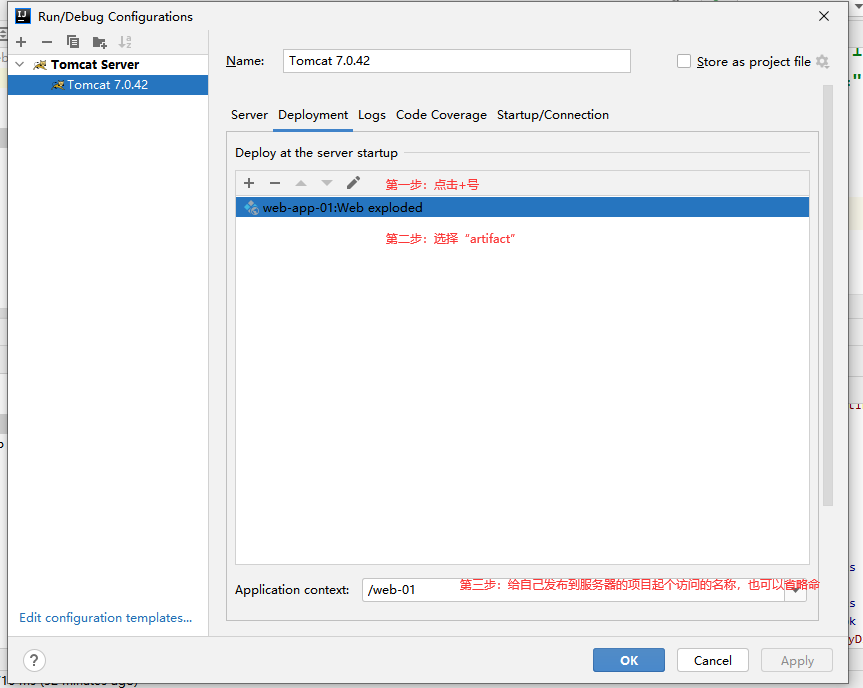 Run/Debug Configurations
Tomcat Server
Tomcat 7.0.42
Name:
Tomcat 7.0.42
Store as project file
Server
Deployment
Logs
Code Coverage
Startup/Connection
Deploy at the server startup
第一步：点击+号
web-app-01:Web exploded
第二步：选择“artifact”
Application context:
/web-01
第三步：给自己发布到服务器的项目起个访问的名称，也可以省略命
Edit configuration templates...
?
OK
Cancel
Apply